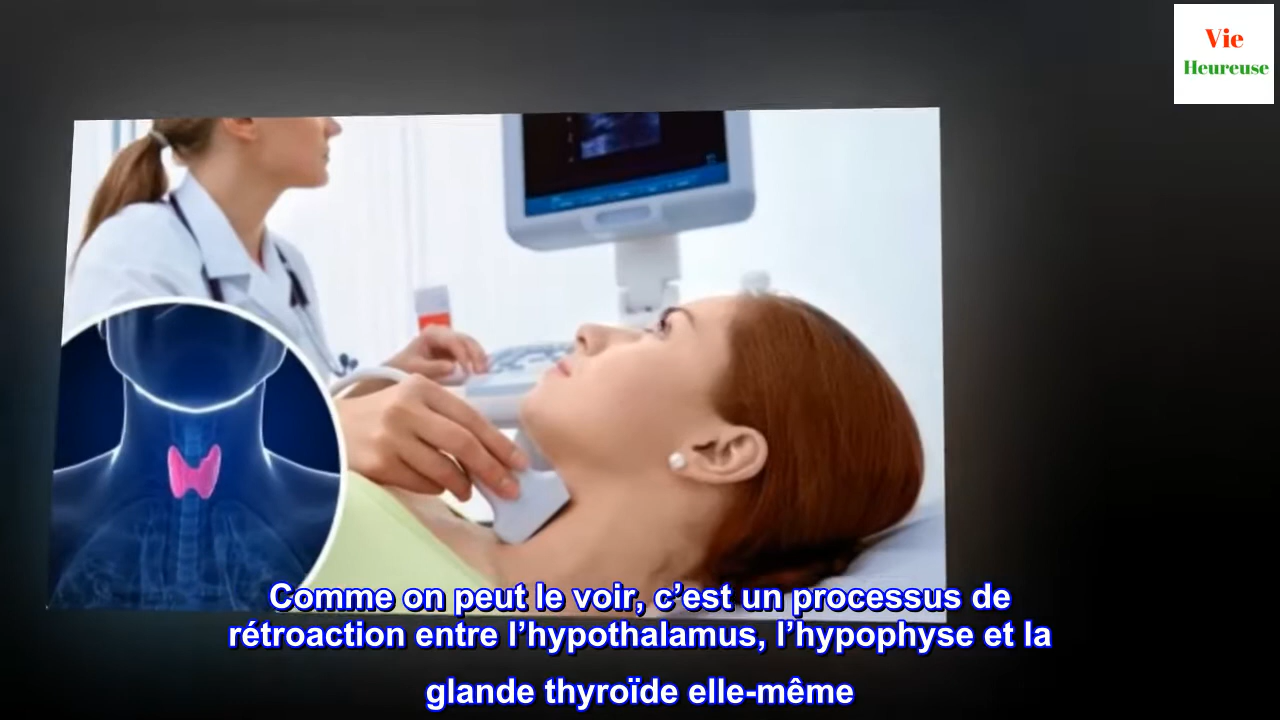 Vie
Heureuse
Comme on peut le voir, c’est un processus de
rétroaction entre l’hypothalamus, l’hypophyse et la
glande thyroïde elle-même